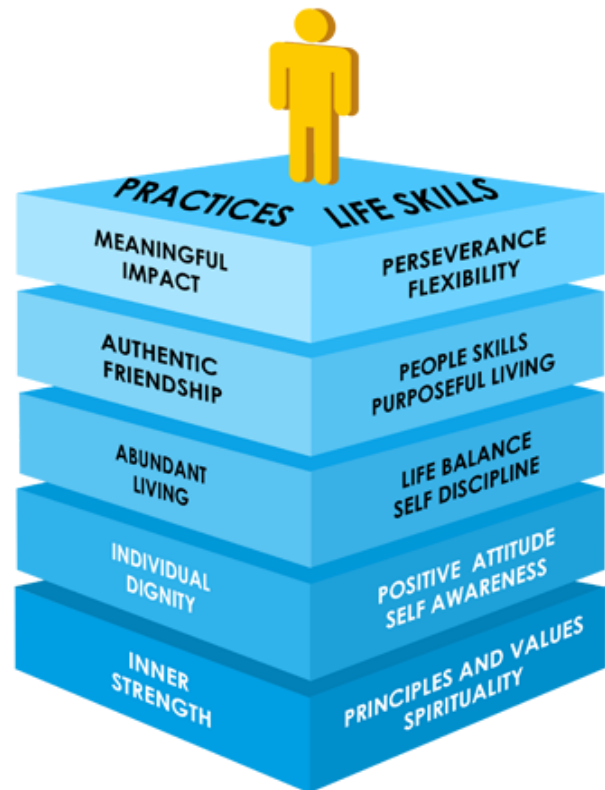 PRACTICES
LIFE SKILLS
MEANINGFUL
IMPACT
PERSEVERANCE
FLEXIBILITY
AUTHENTIC
FRIENDSHIP
PEOPLE SKILLS
PURPOSEFUL LIVING
ABUNDANT
LIVING
LIFE BALANCE
SELF DISCIPLINE
INDIVIDUAL
DIGNITY
POSITIVE ATTITUDE
SELF AWARENESS
INNER
STRENGTH
PRINCIPLES AND VALUES
SPIRITUALITY